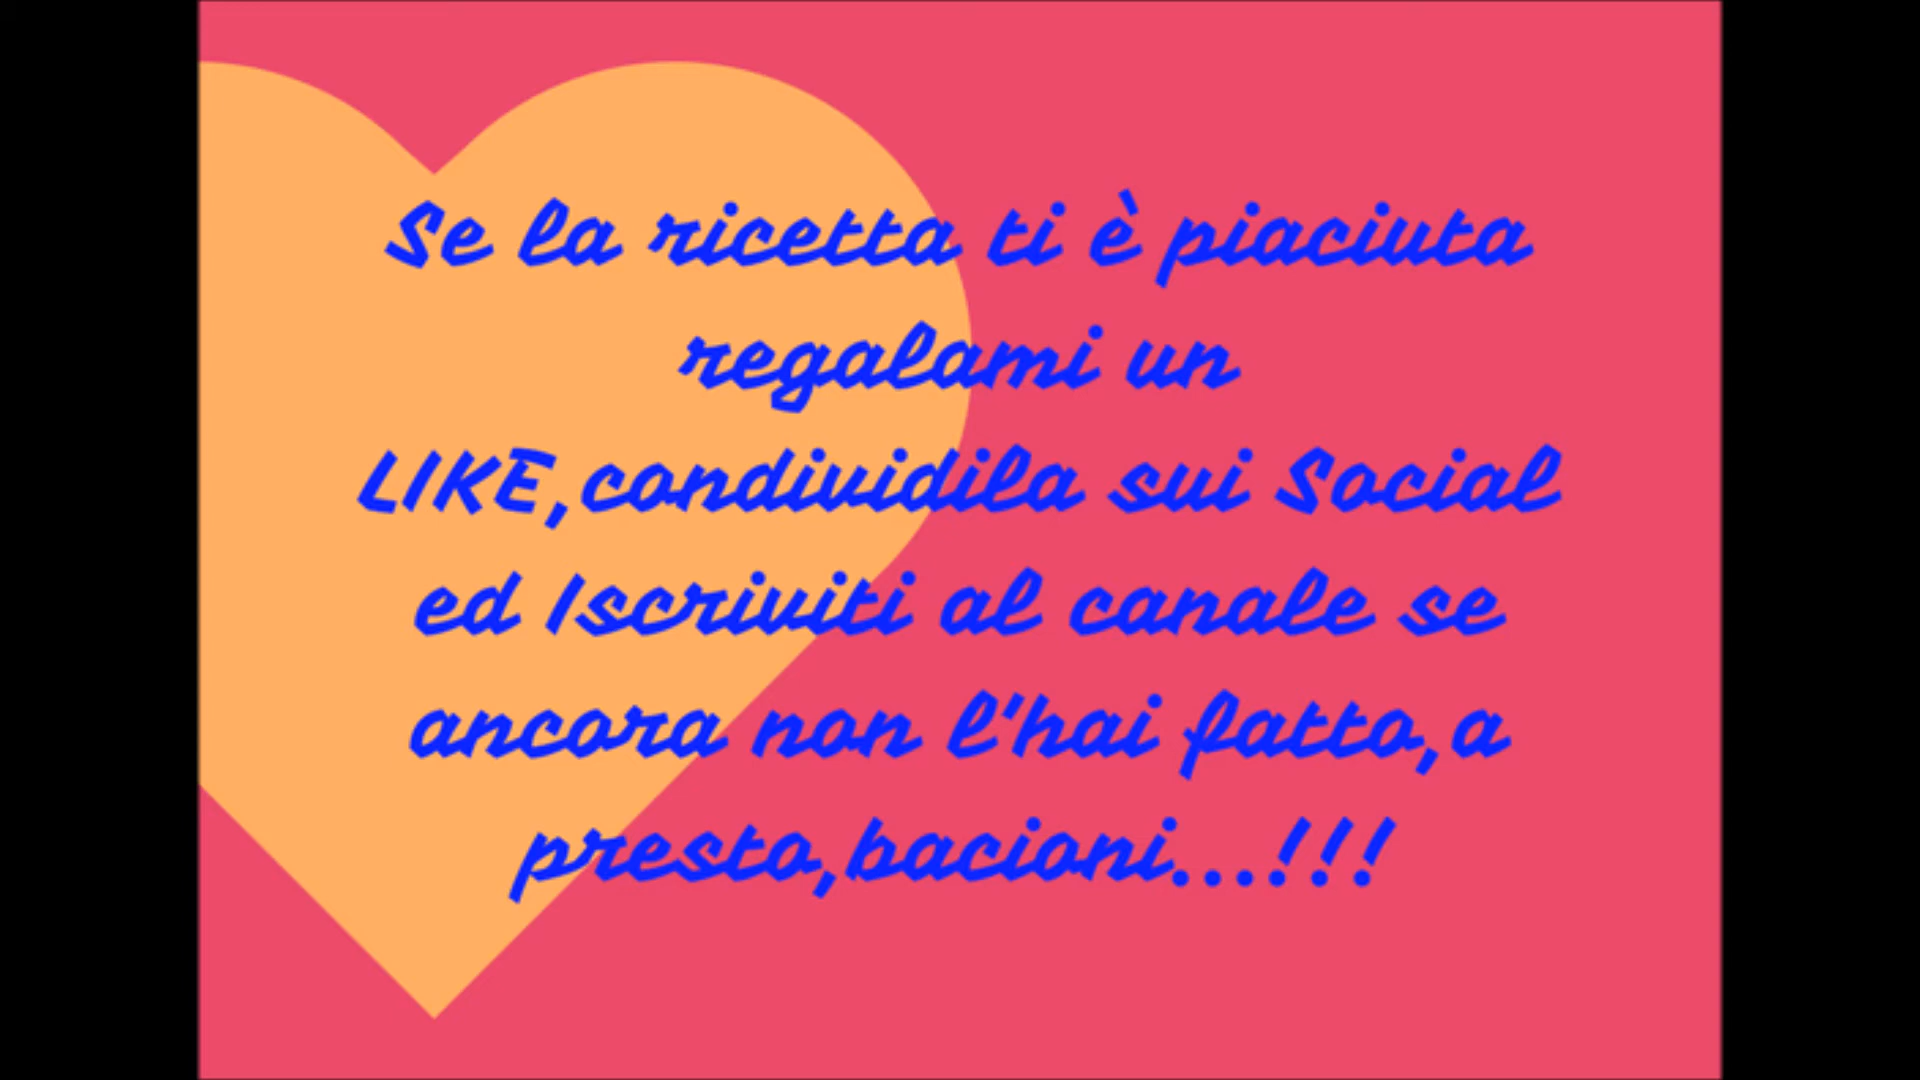 Se la ricetta ti è piaciuta
regalami un
LIKE,condividila sui Social
ed Iscriviti al canale se
ancora non l'hai fatto,a
presto,bacioni...!!!